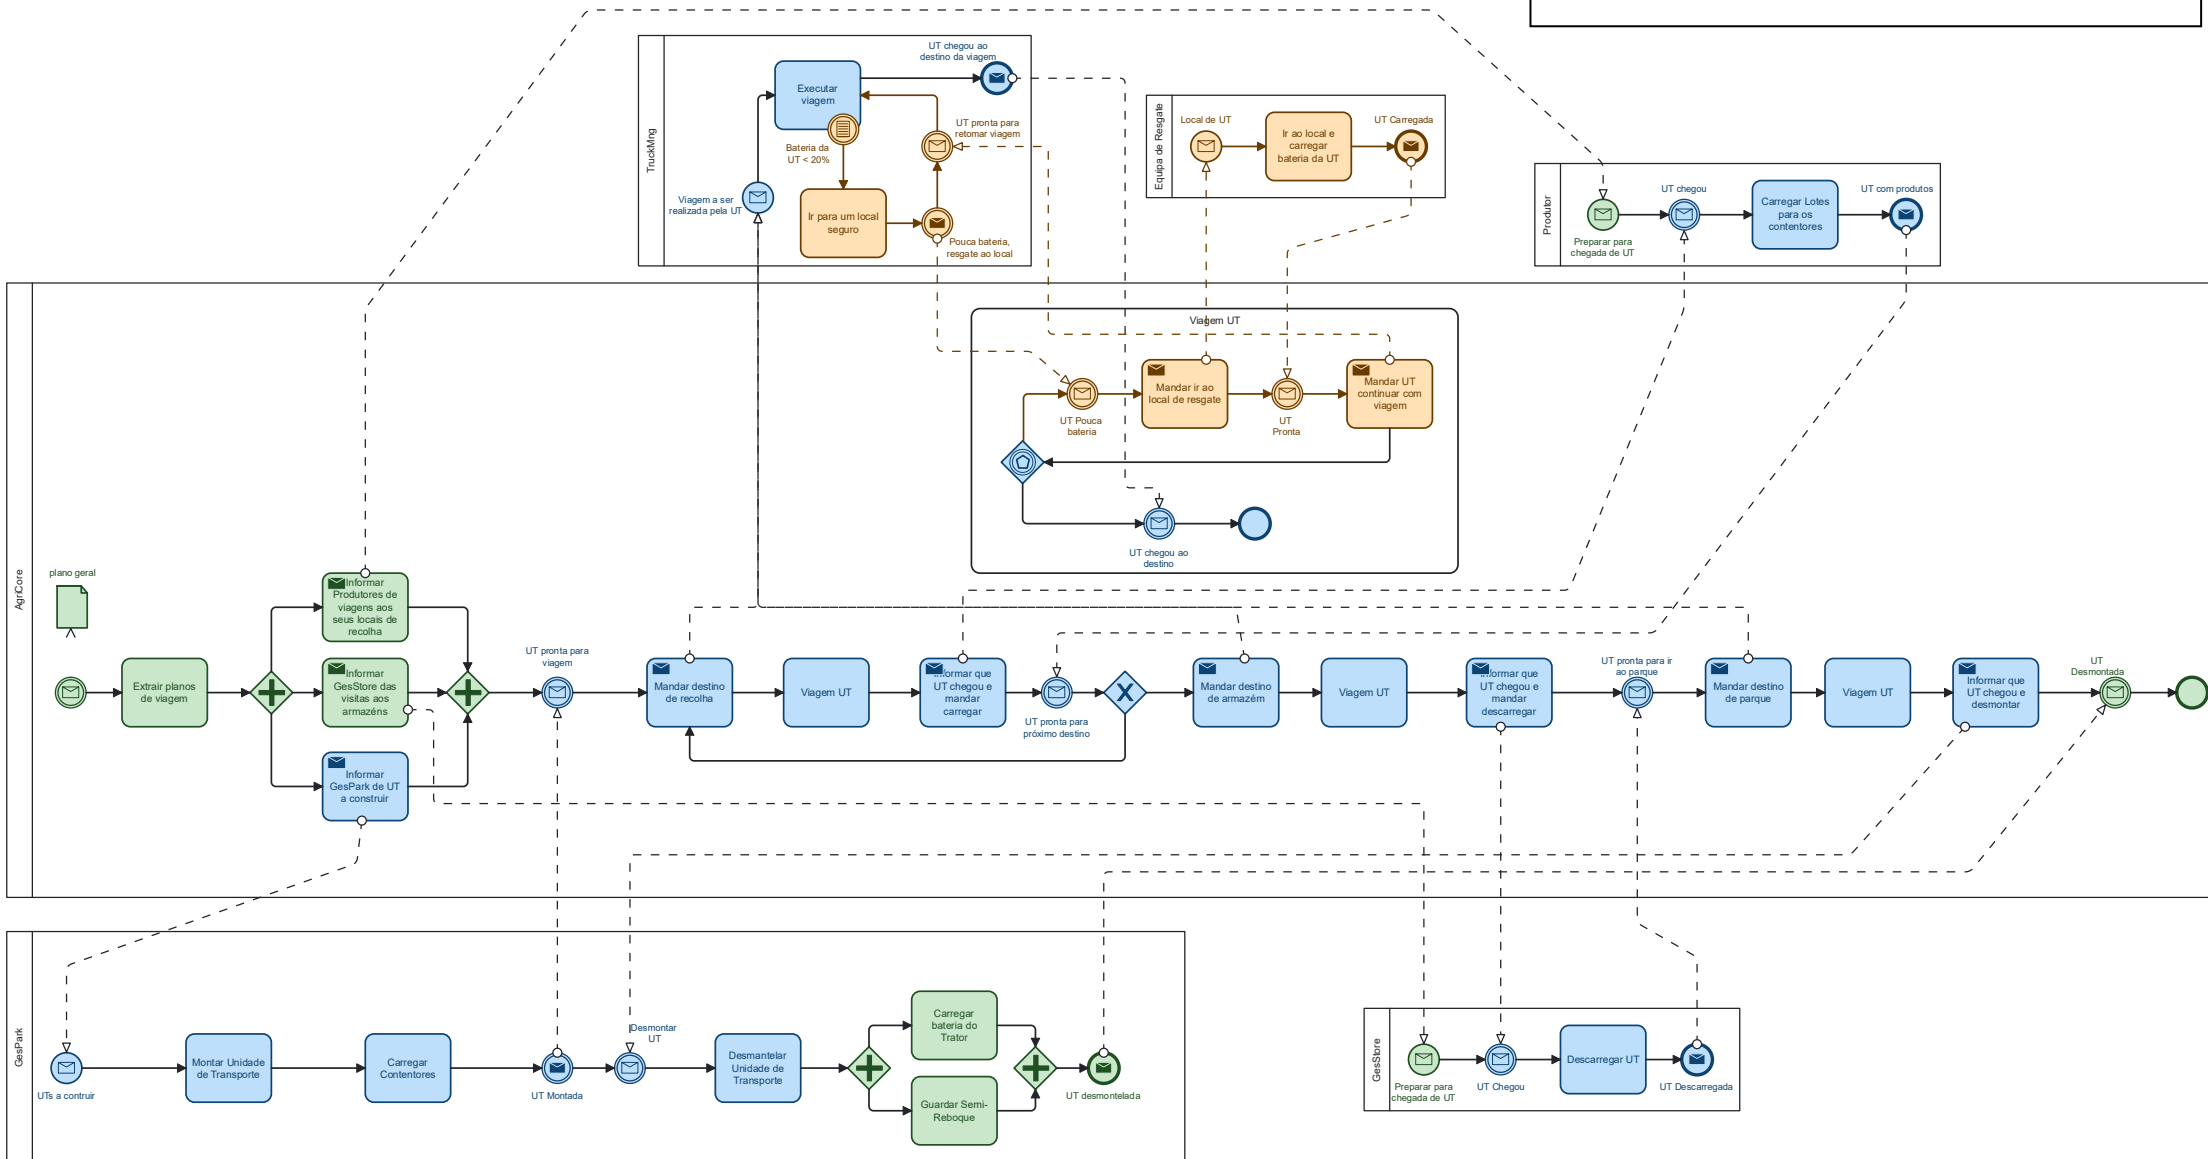 TruckMng
UT chegou ao
destino da viagem
Executar
viagem
Bateria da
UT < 20%
UT pronta para
retomar viagem
Viagem a ser
realizada pela UT
Ir para um local
seguro
Pouca bateria,
resgate ao local
Equipa de Resgate
Local de UT
Ir ao local e
carregar
bateria da UT
UT Carregada
Produtor
Preparar para
chegada de UT
UT chegou
Carregar Lotes
para os
contentores
UT com produtos
AgriCore
Viagem UT
UT Pouca
bateria
Mandar ir ao
local de resgate
UT
Pronta
Mandar UT
continuar com
viagem
UT chegou ao
destino
plano geral
Extrair planos
de viagem
Informar
Produtores de
viagens aos
seus locais de
recolha
Informar
GesStore das
visitas aos
armazéns
Informar
GesPark de UT
a construir
UT pronta para
viagem
Mandar destino
de recolha
Viagem UT
Informar que
UT chegou e
mandar
carregar
UT pronta para
próximo destino
Mandar destino
de armazém
Viagem UT
Informar que
UT chegou e
mandar
descarregar
UT pronta para ir
ao parque
Mandar destino
de parque
Viagem UT
Informar que
UT chegou e
desmontar
UT
Desmontada
GesPark
UTs a contruir
Montar Unidade
de Transporte
Carregar
Contentores
UT Montada
Desmontar
UT
Desmantelar
Unidade de
Transporte
Carregar
bateria do
Trator
Guardar Semi-
Reboque
UT desmontelada
GesStore
Preparar para
chegada de UT
UT Chegou
Descarregar UT
UT Descarregada